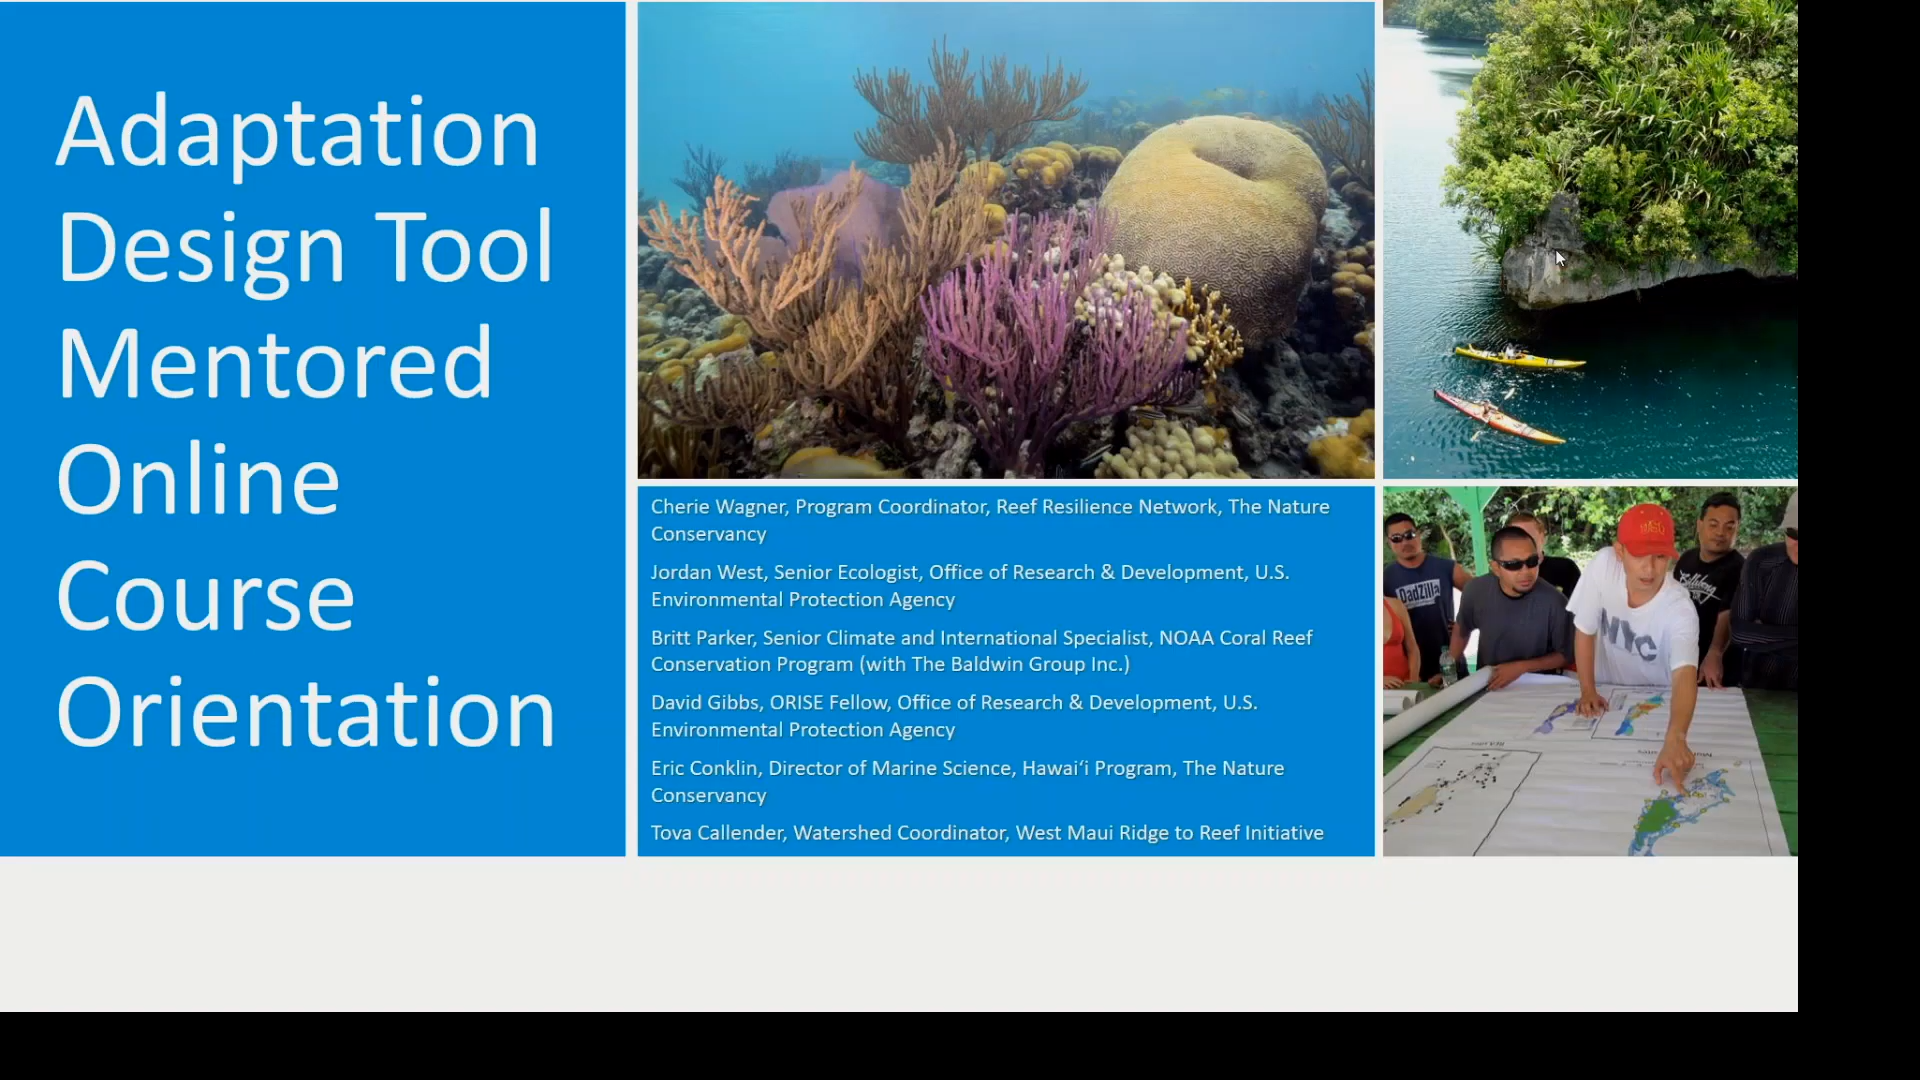 Adaptation
Design Tool
Mentored
Online
Course
Orientation
Cherie Wagner, Program Coordinator, Reef Resilience Network, The Nature
Conservancy
Jordan West, Senior Ecologist, Office of Research & Development, U.S.
Environmental Protection Agency
Britt Parker, Senior Climate and International Specialist, NOAA Coral Reef
Conservation Program (with The Baldwin Group Inc.)
David Gibbs, ORISE Fellow, Office of Research & Development, U.S.
Environmental Protection Agency
Eric Conklin, Director of Marine Science, Hawaiʻi Program, The Nature
Conservancy
Tova Callender, Watershed Coordinator, West Maui Ridge to Reef Initiative
DadZilla
NYC
Billabong